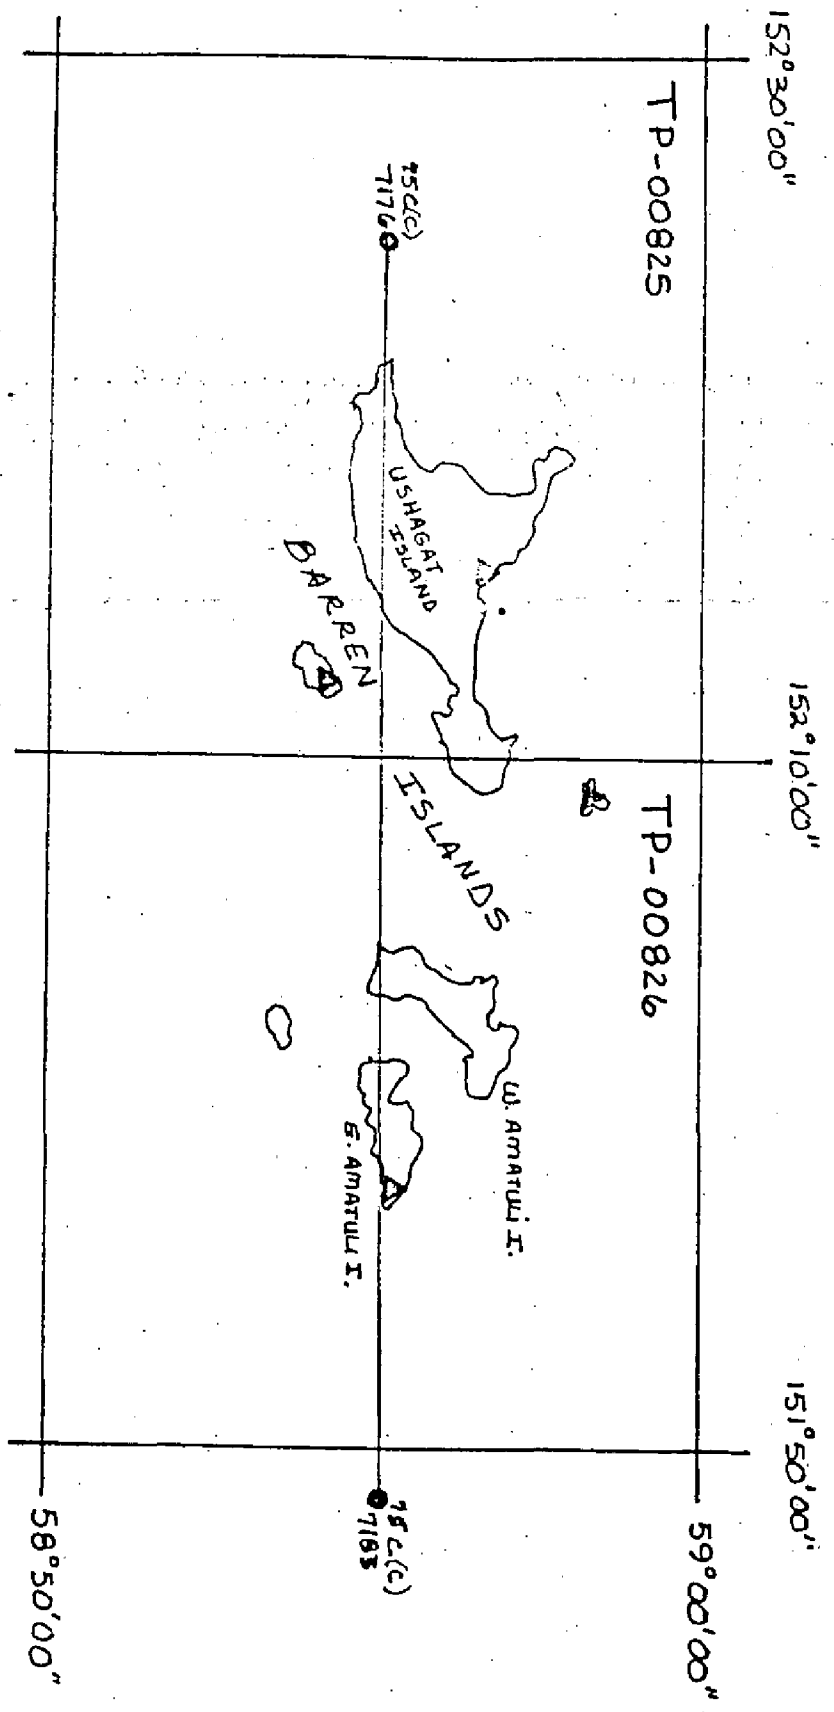 152°30'00" 152°10'00" 151°50'00"
TP-00825 TP-00826
59°00'00"
75C(C)
7176
USHAGAT
ISLAND
BARREN ISLANDS
W. AMATULI I.
E. AMATULI I.
75C(C)
7183
58°50'00"